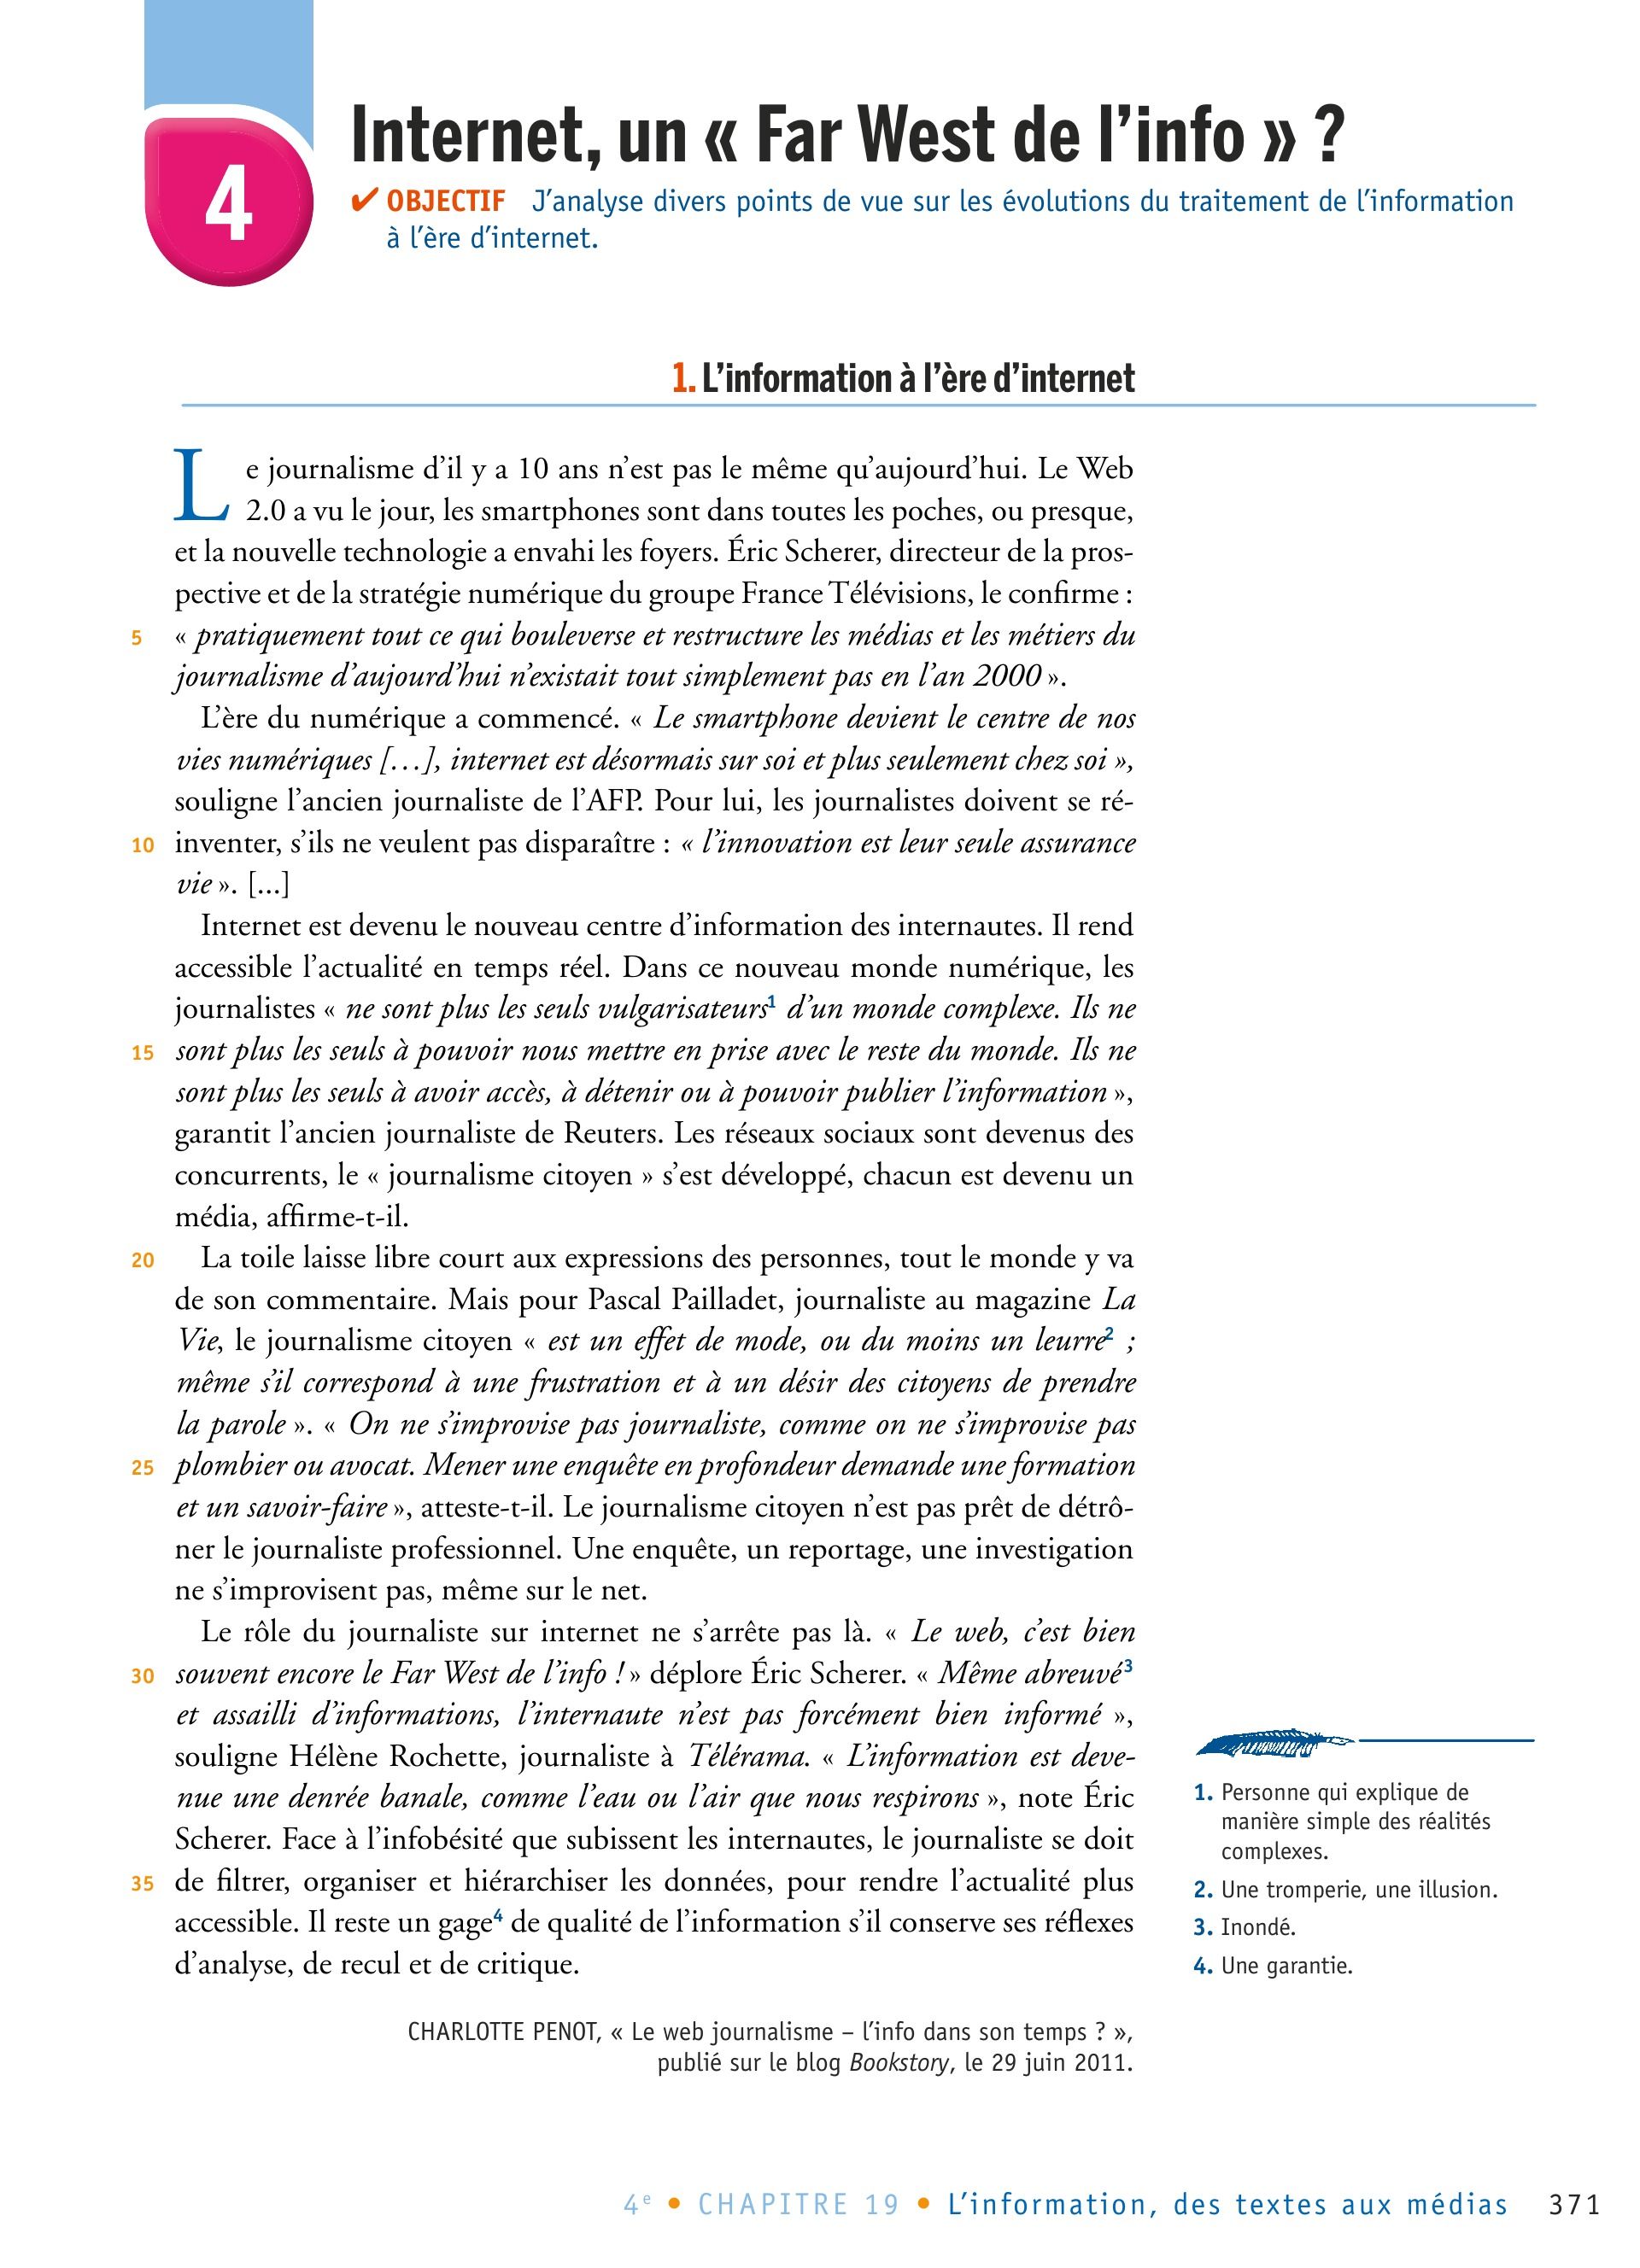 4
Internet, un « Far West de l’info » ?
✔ OBJECTIF J’analyse divers points de vue sur les évolutions du traitement de l’information
à l’ère d’internet.
1. L’information à l’ère d’internet
Le journalisme d’il y a 10 ans n’est pas le même qu’aujourd’hui. Le Web
2.0 a vu le jour, les smartphones sont dans toutes les poches, ou presque,
et la nouvelle technologie a envahi les foyers. Éric Scherer, directeur de la pros-
pective et de la stratégie numérique du groupe France Télévisions, le confirme :
5 « pratiquement tout ce qui bouleverse et restructure les médias et les métiers du
journalisme d’aujourd’hui n’existait tout simplement pas en l’an 2000 ».
L’ère du numérique a commencé. « Le smartphone devient le centre de nos
vies numériques […], internet est désormais sur soi et plus seulement chez soi »,
souligne l’ancien journaliste de l’AFP. Pour lui, les journalistes doivent se ré-
10 inventer, s’ils ne veulent pas disparaître : « l’innovation est leur seule assurance
vie ». [...]
Internet est devenu le nouveau centre d’information des internautes. Il rend
accessible l’actualité en temps réel. Dans ce nouveau monde numérique, les
journalistes « ne sont plus les seuls vulgarisateurs1 d’un monde complexe. Ils ne
15 sont plus les seuls à pouvoir nous mettre en prise avec le reste du monde. Ils ne
sont plus les seuls à avoir accès, à détenir ou à pouvoir publier l’information »,
garantit l’ancien journaliste de Reuters. Les réseaux sociaux sont devenus des
concurrents, le « journalisme citoyen » s’est développé, chacun est devenu un
média, affirme-t-il.
20 La toile laisse libre court aux expressions des personnes, tout le monde y va
de son commentaire. Mais pour Pascal Pailladet, journaliste au magazine La
Vie, le journalisme citoyen « est un effet de mode, ou du moins un leurre2 ;
même s’il correspond à une frustration et à un désir des citoyens de prendre
la parole ». « On ne s’improvise pas journaliste, comme on ne s’improvise pas
25 plombier ou avocat. Mener une enquête en profondeur demande une formation
et un savoir-faire », atteste-t-il. Le journalisme citoyen n’est pas prêt de détrô-
ner le journaliste professionnel. Une enquête, un reportage, une investigation
ne s’improvisent pas, même sur le net.
Le rôle du journaliste sur internet ne s’arrête pas là. « Le web, c’est bien
30 souvent encore le Far West de l’info ! » déplore Éric Scherer. « Même abreuvé3
et assailli d’informations, l’internaute n’est pas forcément bien informé »,
souligne Hélène Rochette, journaliste à Télérama. « L’information est deve-
nue une denrée banale, comme l’eau ou l’air que nous respirons », note Éric
Scherer. Face à l’infobésité que subissent les internautes, le journaliste se doit
35 de filtrer, organiser et hiérarchiser les données, pour rendre l’actualité plus
accessible. Il reste un gage4 de qualité de l’information s’il conserve ses réflexes
d’analyse, de recul et de critique.
CHARLOTTE PENOT, « Le web journalisme – l’info dans son temps ? »,
publié sur le blog Bookstory, le 29 juin 2011.
1. Personne qui explique de
manière simple des réalités
complexes.
2. Une tromperie, une illusion.
3. Inondé.
4. Une garantie.
4e • CHAPITRE 19 • L’information, des textes aux médias 371